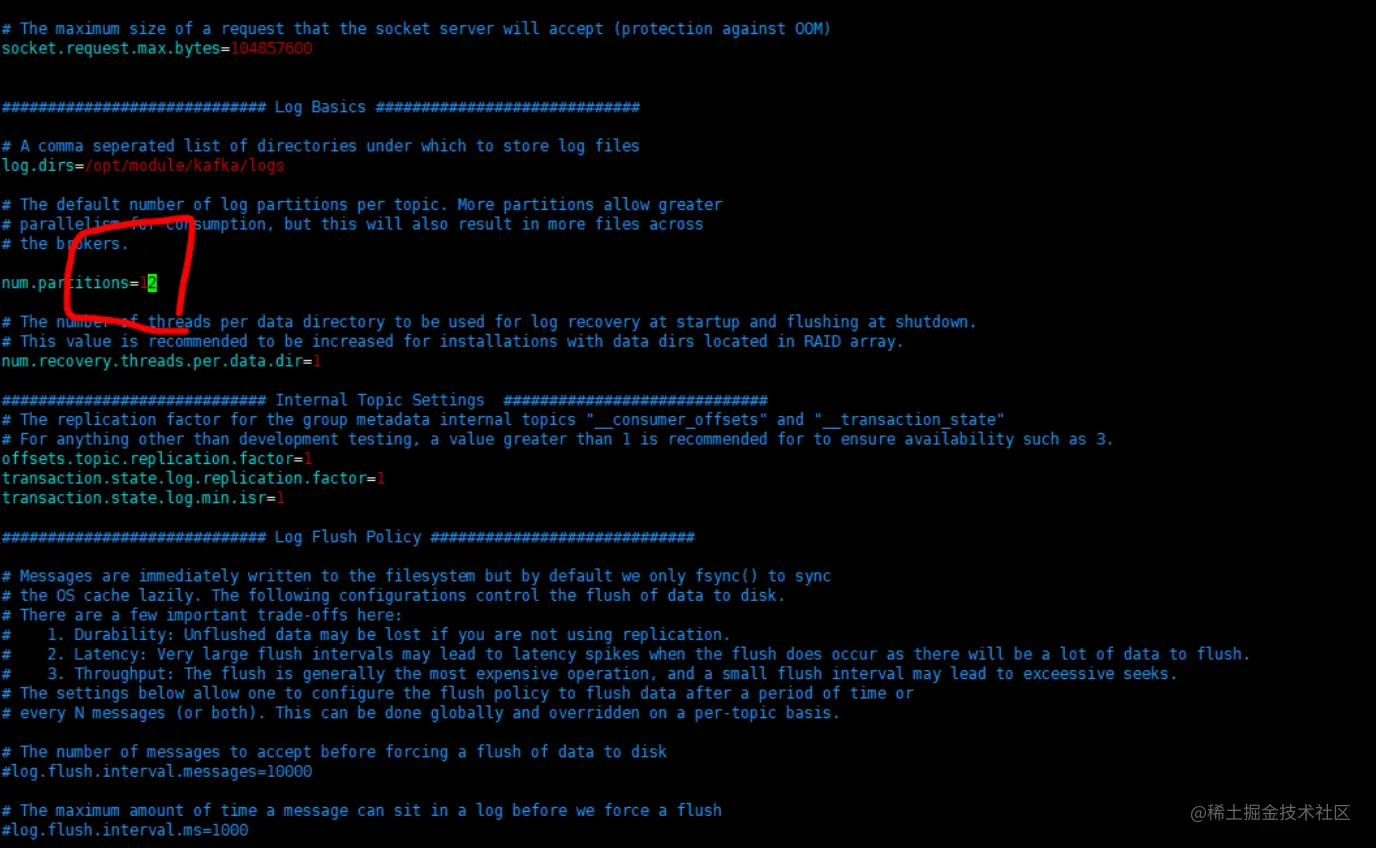 # The maximum size of a request that the socket server will accept (protection against OOM)
socket.request.max.bytes=104857600
############################# Log Basics #############################
# A comma seperated list of directories under which to store log files
log.dirs=/opt/module/kafka/logs
# The default number of log partitions per topic. More partitions allow greater
# parallelism for consumption, but this will also result in more files across
# the brokers.
num.partitions=12
# The number of threads per data directory to be used for log recovery at startup and flushing at shutdown.
# This value is recommended to be increased for installations with data dirs located in RAID array.
num.recovery.threads.per.data.dir=1
############################# Internal Topic Settings  #############################
# The replication factor for the group metadata internal topics "__consumer_offsets" and "__transaction_state"
# For anything other than development testing, a value greater than 1 is recommended for to ensure availability such as 3.
offsets.topic.replication.factor=1
transaction.state.log.replication.factor=1
transaction.state.log.min.isr=1
############################# Log Flush Policy #############################
# Messages are immediately written to the filesystem but by default we only fsync() to sync
# the OS cache lazily. The following configurations control the flush of data to disk.
# There are a few important trade-offs here:
#    1. Durability: Unflushed data may be lost if you are not using replication.
#    2. Latency: Very large flush intervals may lead to latency spikes when the flush does occur as there will be a lot of data to flush.
#    3. Throughput: The flush is generally the most expensive operation, and a small flush interval may lead to exceessive seeks.
# The settings below allow one to configure the flush policy to flush data after a period of time or
# every N messages (or both). This can be done globally and overridden on a per-topic basis.
# The number of messages to accept before forcing a flush of data to disk
#log.flush.interval.messages=10000
# The maximum amount of time a message can sit in a log before we force a flush
#log.flush.interval.ms=1000
@稀土掘金技术社区